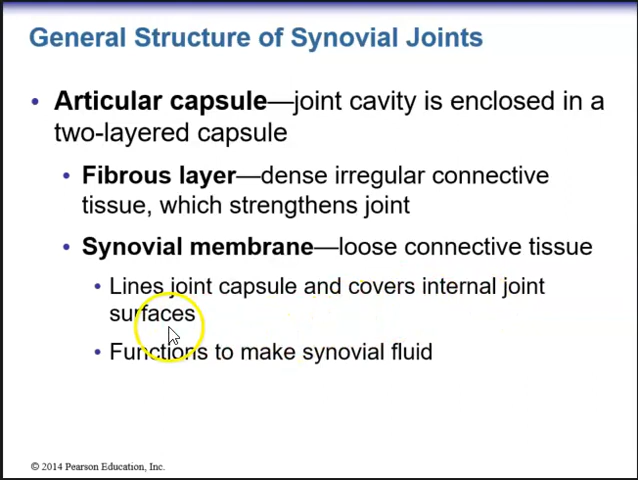 General Structure of Synovial Joints
• Articular capsule—joint cavity is enclosed in a
two-layered capsule
• Fibrous layer—dense irregular connective
tissue, which strengthens joint
• Synovial membrane—loose connective tissue
• Lines joint capsule and covers internal joint
surfaces
• Functions to make synovial fluid
© 2014 Pearson Education, Inc.